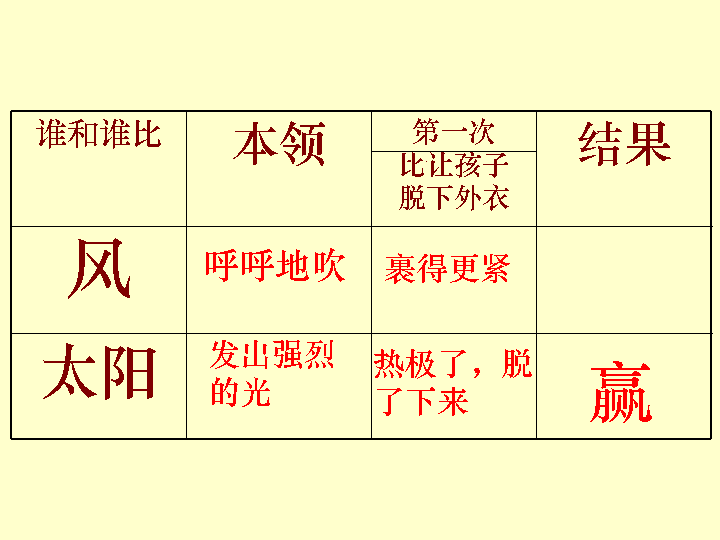 谁和谁比
本领
第一次
比让孩子
脱下外衣
结果
风
呼呼地吹
裹得更紧
太阳
发出强烈
的光
热极了，脱
了下来
赢